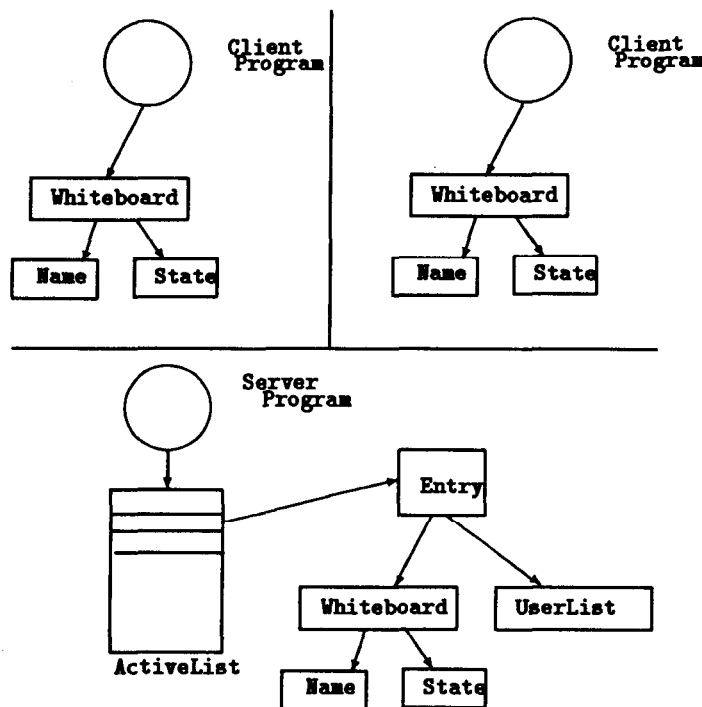 Client
Program
Whiteboard
Name
State
Client
Program
Whiteboard
Name
State
Server
Program
ActiveList
Entry
Whiteboard
UserList
Name
State